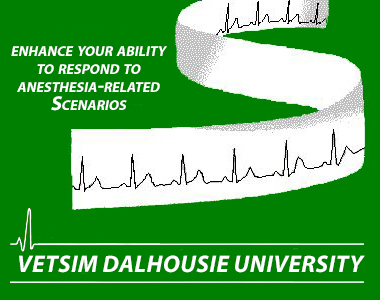 ENHANCE YOUR ABILITY
TO RESPOND TO
ANESTHESIA-RELATED
SCENARIOS
VETSIM DALHOUSIE UNIVERSITY